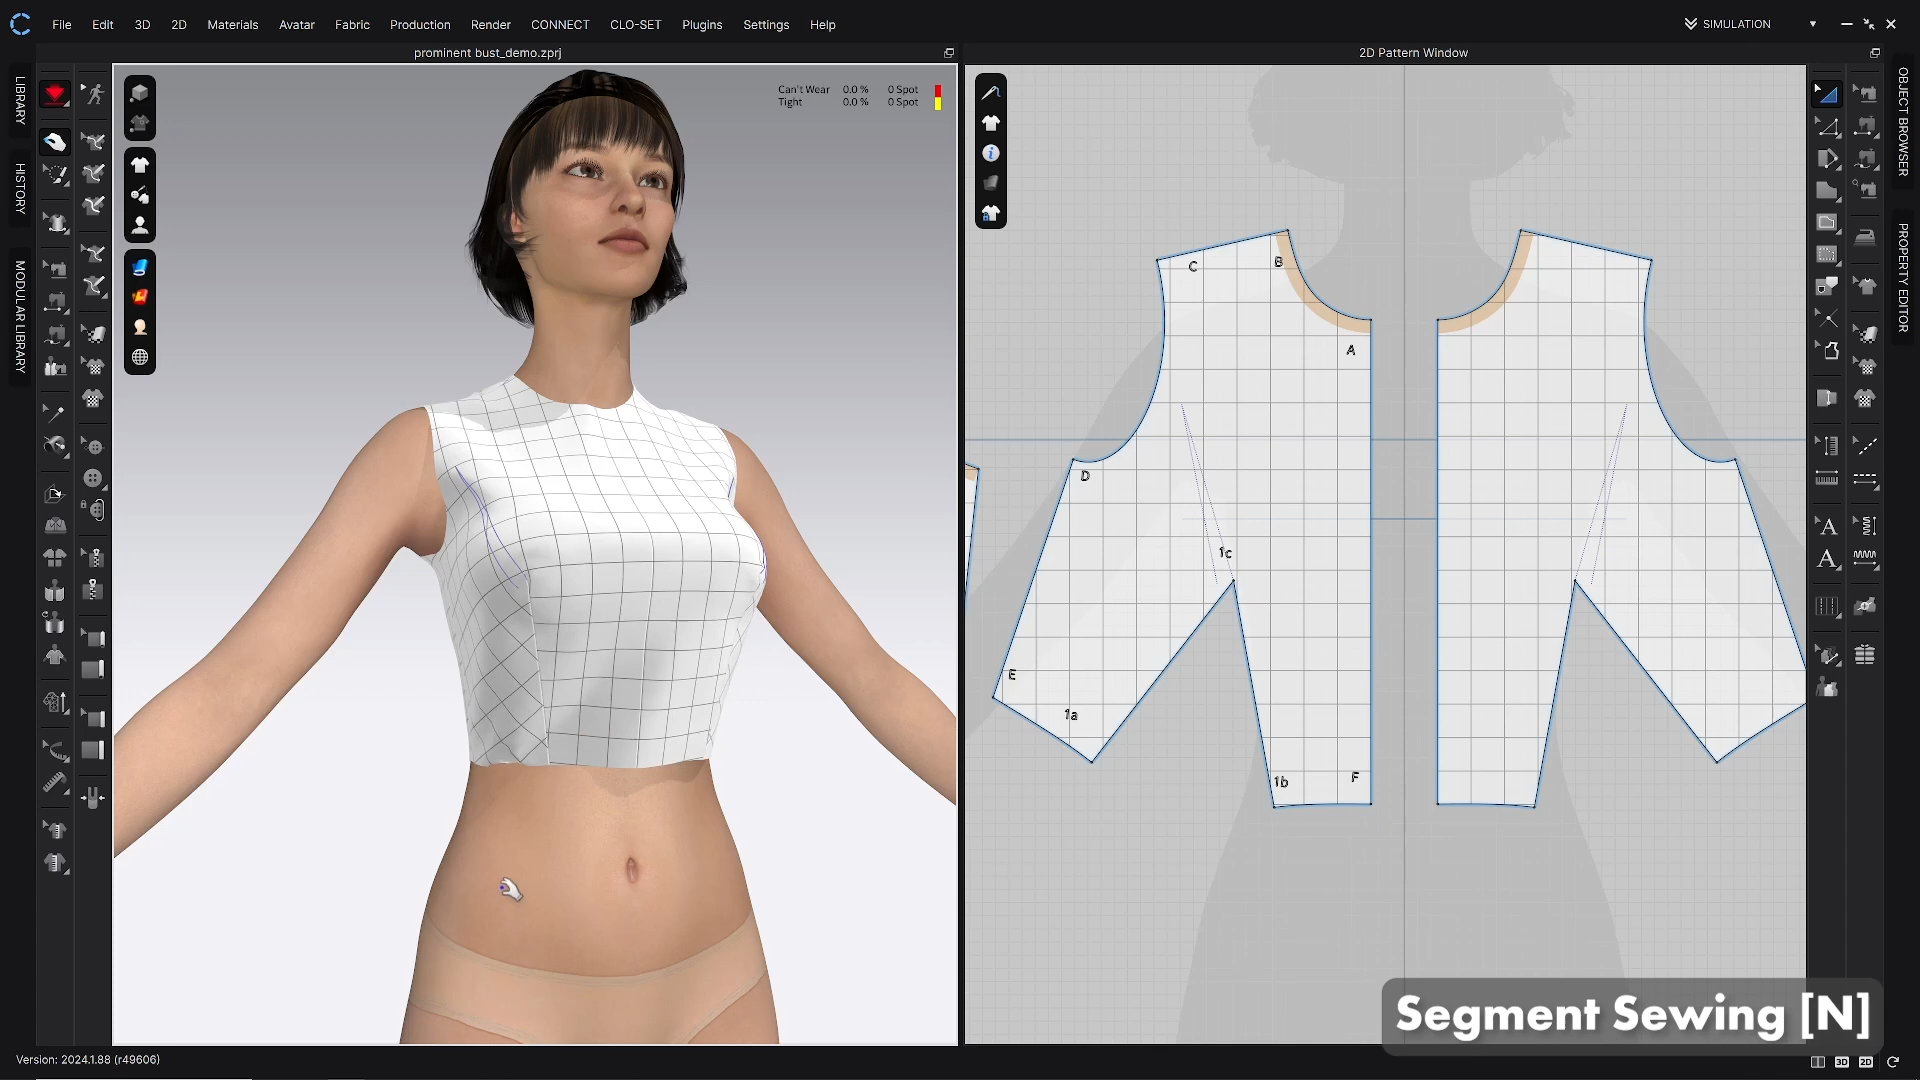 File Edit 3D 2D Materials Avatar Fabric Production Render CONNECT CLO-SET Plugins Settings Help
SIMULATION
prominent bust_demo.zprj
2D Pattern Window
LIBRARY
HISTORY
MODULAR LIBRARY
Can't Wear 0.0 % 0 Spot
Tight 0.0 % 0 Spot
OBJECT BROWSER
PROPERTY EDITOR
C
B
A
D
1c
E
1a
1b
F
Segment Sewing [N]
Version: 2024.1.88 (r49606)
3D 2D